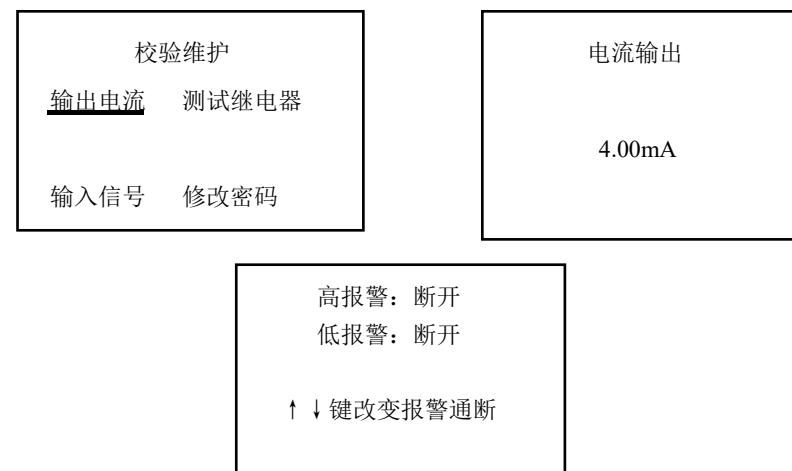 校验维护
输出电流 测试继电器
输入信号 修改密码
电流输出
4.00mA
高报警：断开
低报警：断开
↑↓键改变报警通断